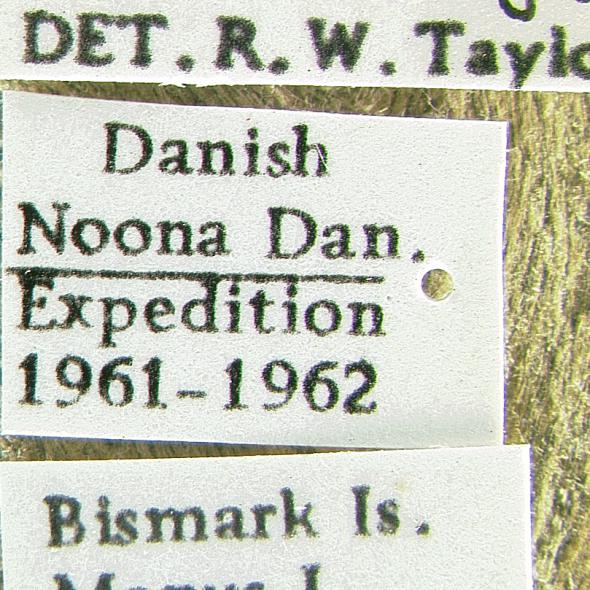 DET. R. W. Taylo
Danish
Noona Dan.
Expedition
1961-1962
Bismark Is.